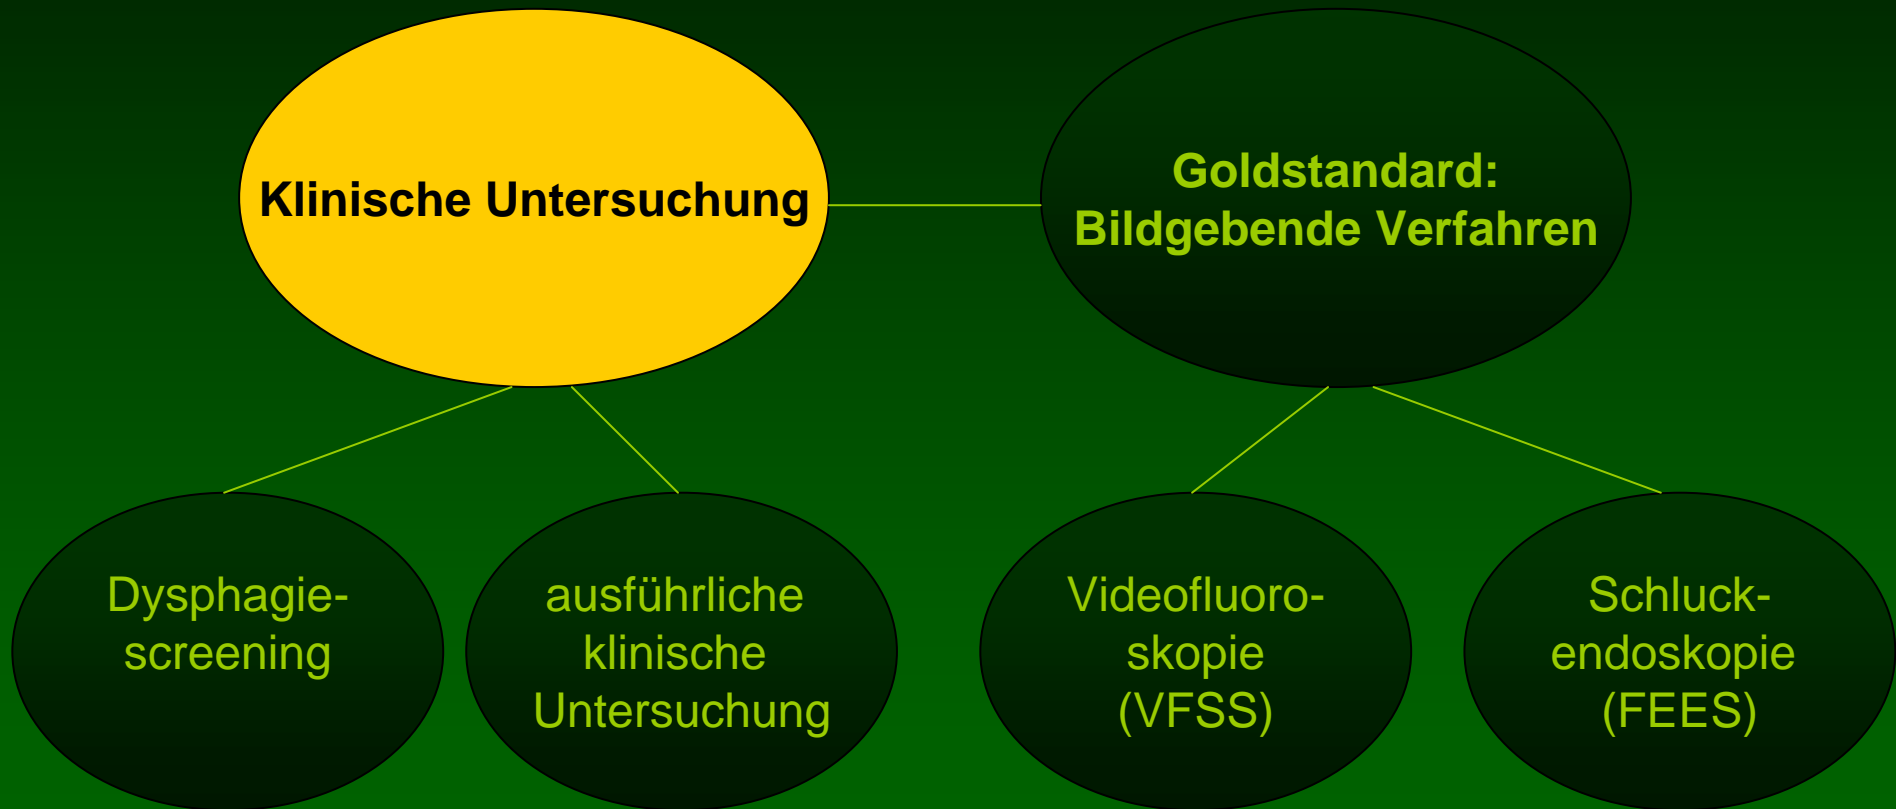 Klinische Untersuchung
Goldstandard:
Bildgebende Verfahren
Dysphagie-
screening
ausführliche
klinische
Untersuchung
Videofluoro-
skopie
(VFSS)
Schluck-
endoskopie
(FEES)